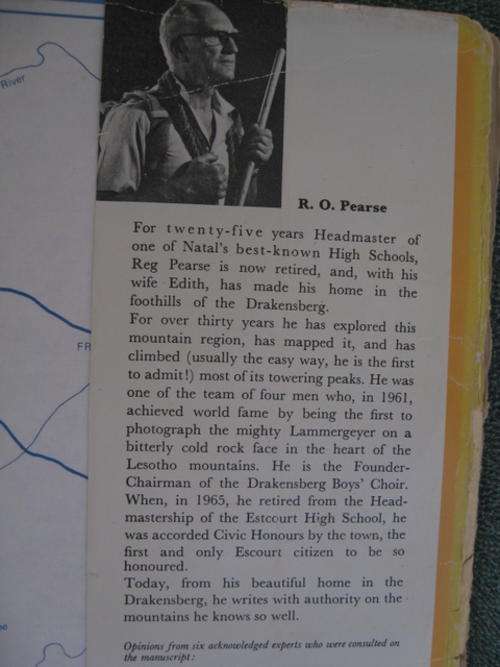 River
R. O. Pearse
For twenty-five years Headmaster of
one of Natal's best-known High Schools,
Reg Pearse is now retired, and, with his
wife Edith, has made his home in the
foothills of the Drakensberg.
For over thirty years he has explored this
mountain region, has mapped it, and has
climbed (usually the easy way, he is the first
to admit!) most of its towering peaks. He was
one of the team of four men who, in 1961,
achieved world fame by being the first to
photograph the mighty Lammergeyer on a
bitterly cold rock face in the heart of the
Lesotho mountains. He is the Founder-
Chairman of the Drakensberg Boys' Choir.
When, in 1965, he retired from the Head-
mastership of the Estcourt High School, he
was accorded Civic Honours by the town, the
first and only Escourt citizen to be so
honoured.
Today, from his beautiful home in the
Drakensberg, he writes with authority on the
mountains he knows so well.
Opinions from six acknowledged experts who were consulted on
the manuscript:
FR